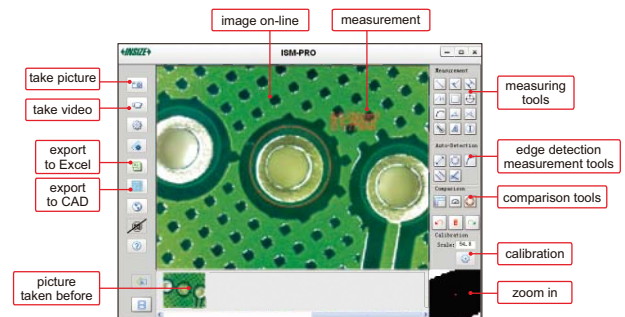 image on-line
measurement
INSIZE
ISM-PRO
take picture
take video
export
to Excel
export
to CAD
picture
taken before
Measurement
measuring
tools
Auto-Detection
edge detection
measurement tools
Comparison
comparison tools
Calibration
Scale:
calibration
zoom in